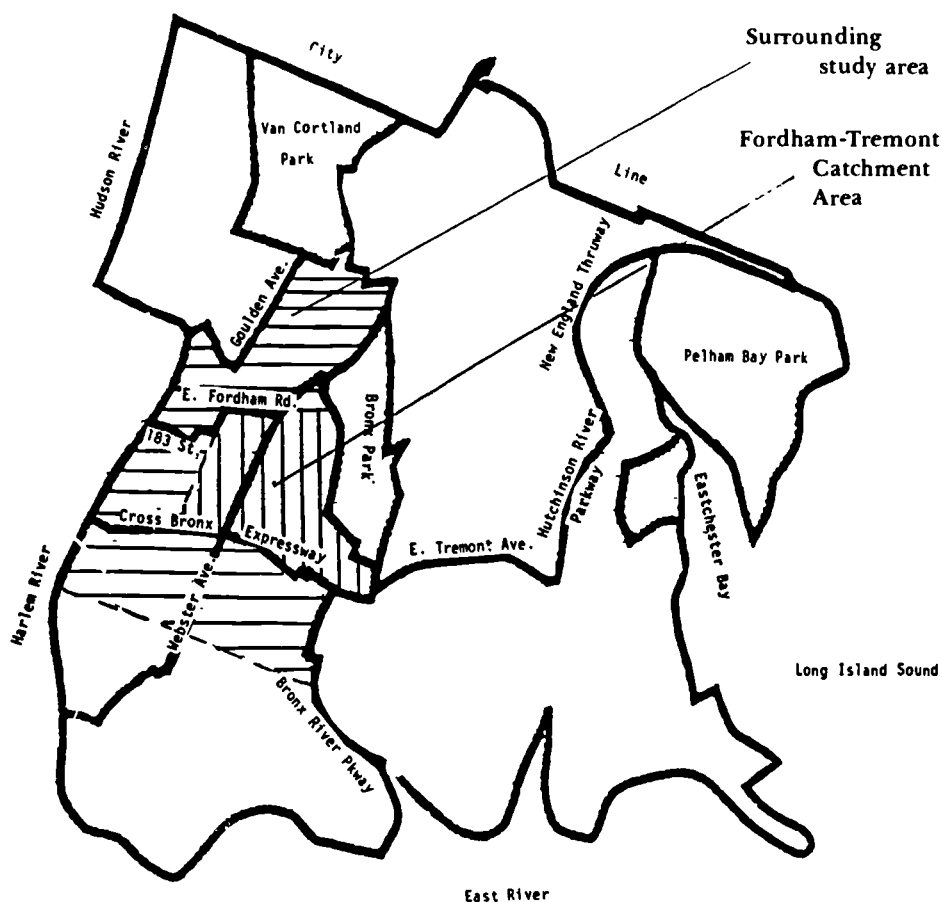 Surrounding
study area
City
Van Cortland
Park
Fordham-Tremont
Catchment
Area
Hudson River
Line
Goulden Ave.
New England Thruway
Pelham Bay Park
E. Fordham Rd.
Bronx Park
183 St.
Hutchinson River
Parkway
Eastchester Bay
Cross Bronx
Expressway
E. Tremont Ave.
Harlem River
Webster Ave.
Bronx River Pkway
Long Island Sound
East River